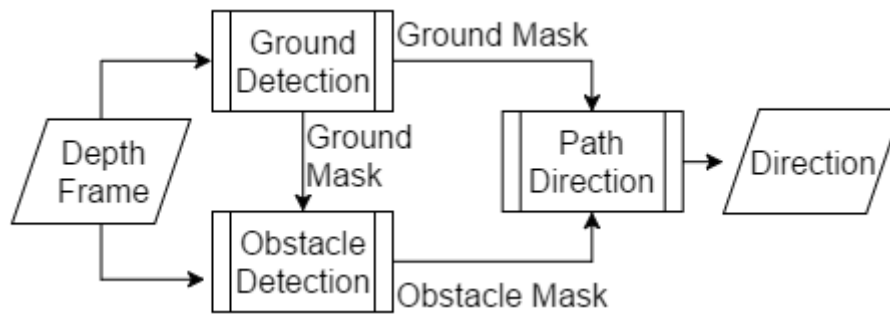 Ground
Detection
Ground Mask
Depth
Frame
Ground
Mask
Path
Direction
Direction
Obstacle
Detection
Obstacle Mask